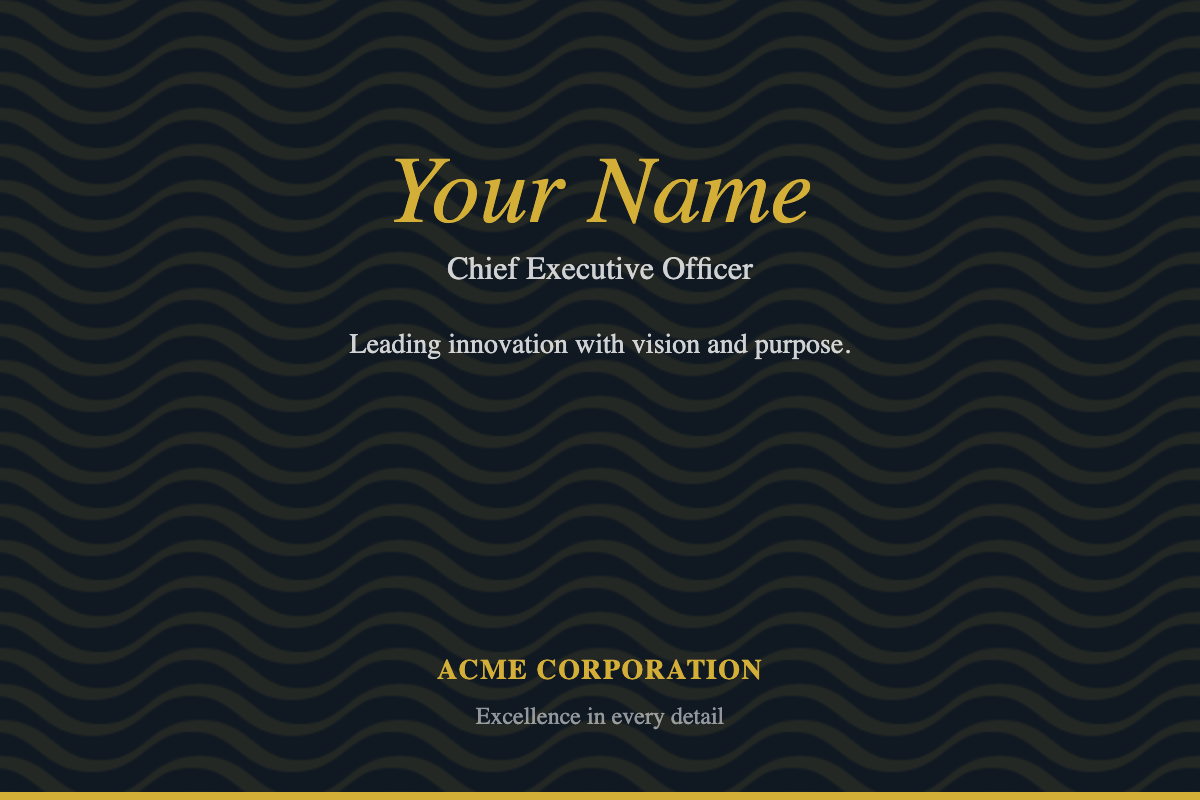 Your Name
Chief Executive Officer
Leading innovation with vision and purpose.
ACME CORPORATION
Excellence in every detail